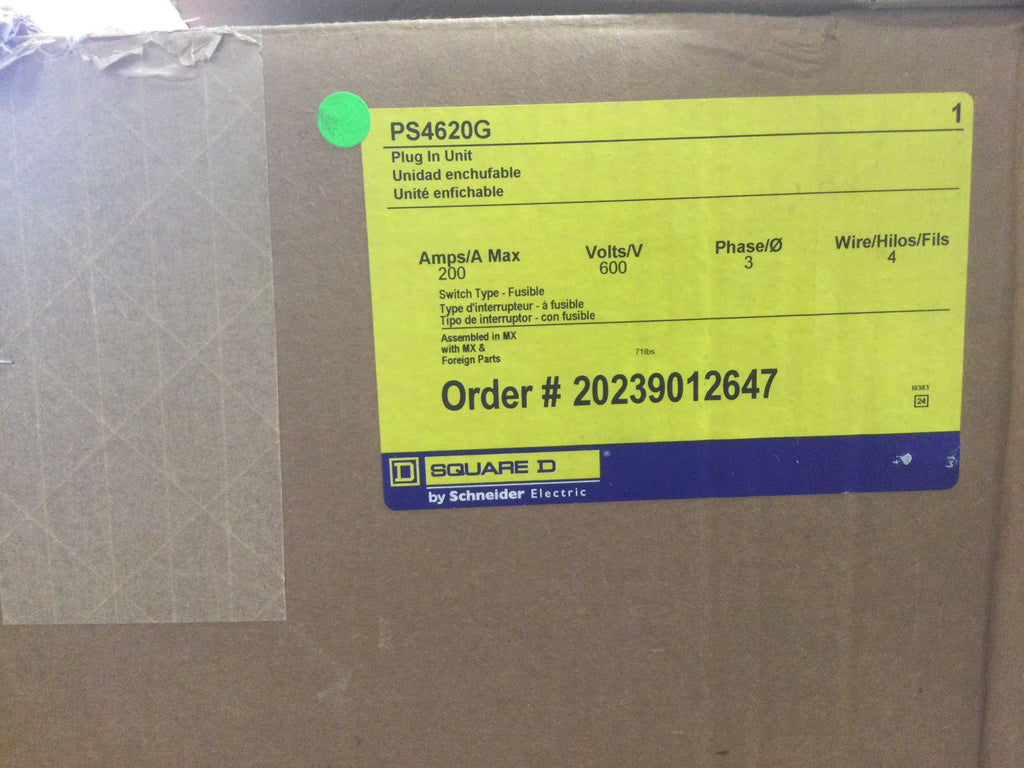 PS4620G 1
Plug In Unit
Unidad enchufable
Unité enfichable
Amps/A Max Volts/V Phase/Ø Wire/Hilos/Fils
200 600 3 4
Switch Type - Fusible
Type d'interrupteur - à fusible
Tipo de interruptor - con fusible
Assembled in MX
with MX &
Foreign Parts
71lbs
Order # 20239012647
19363
24
D SQUARE D ®
by Schneider Electric